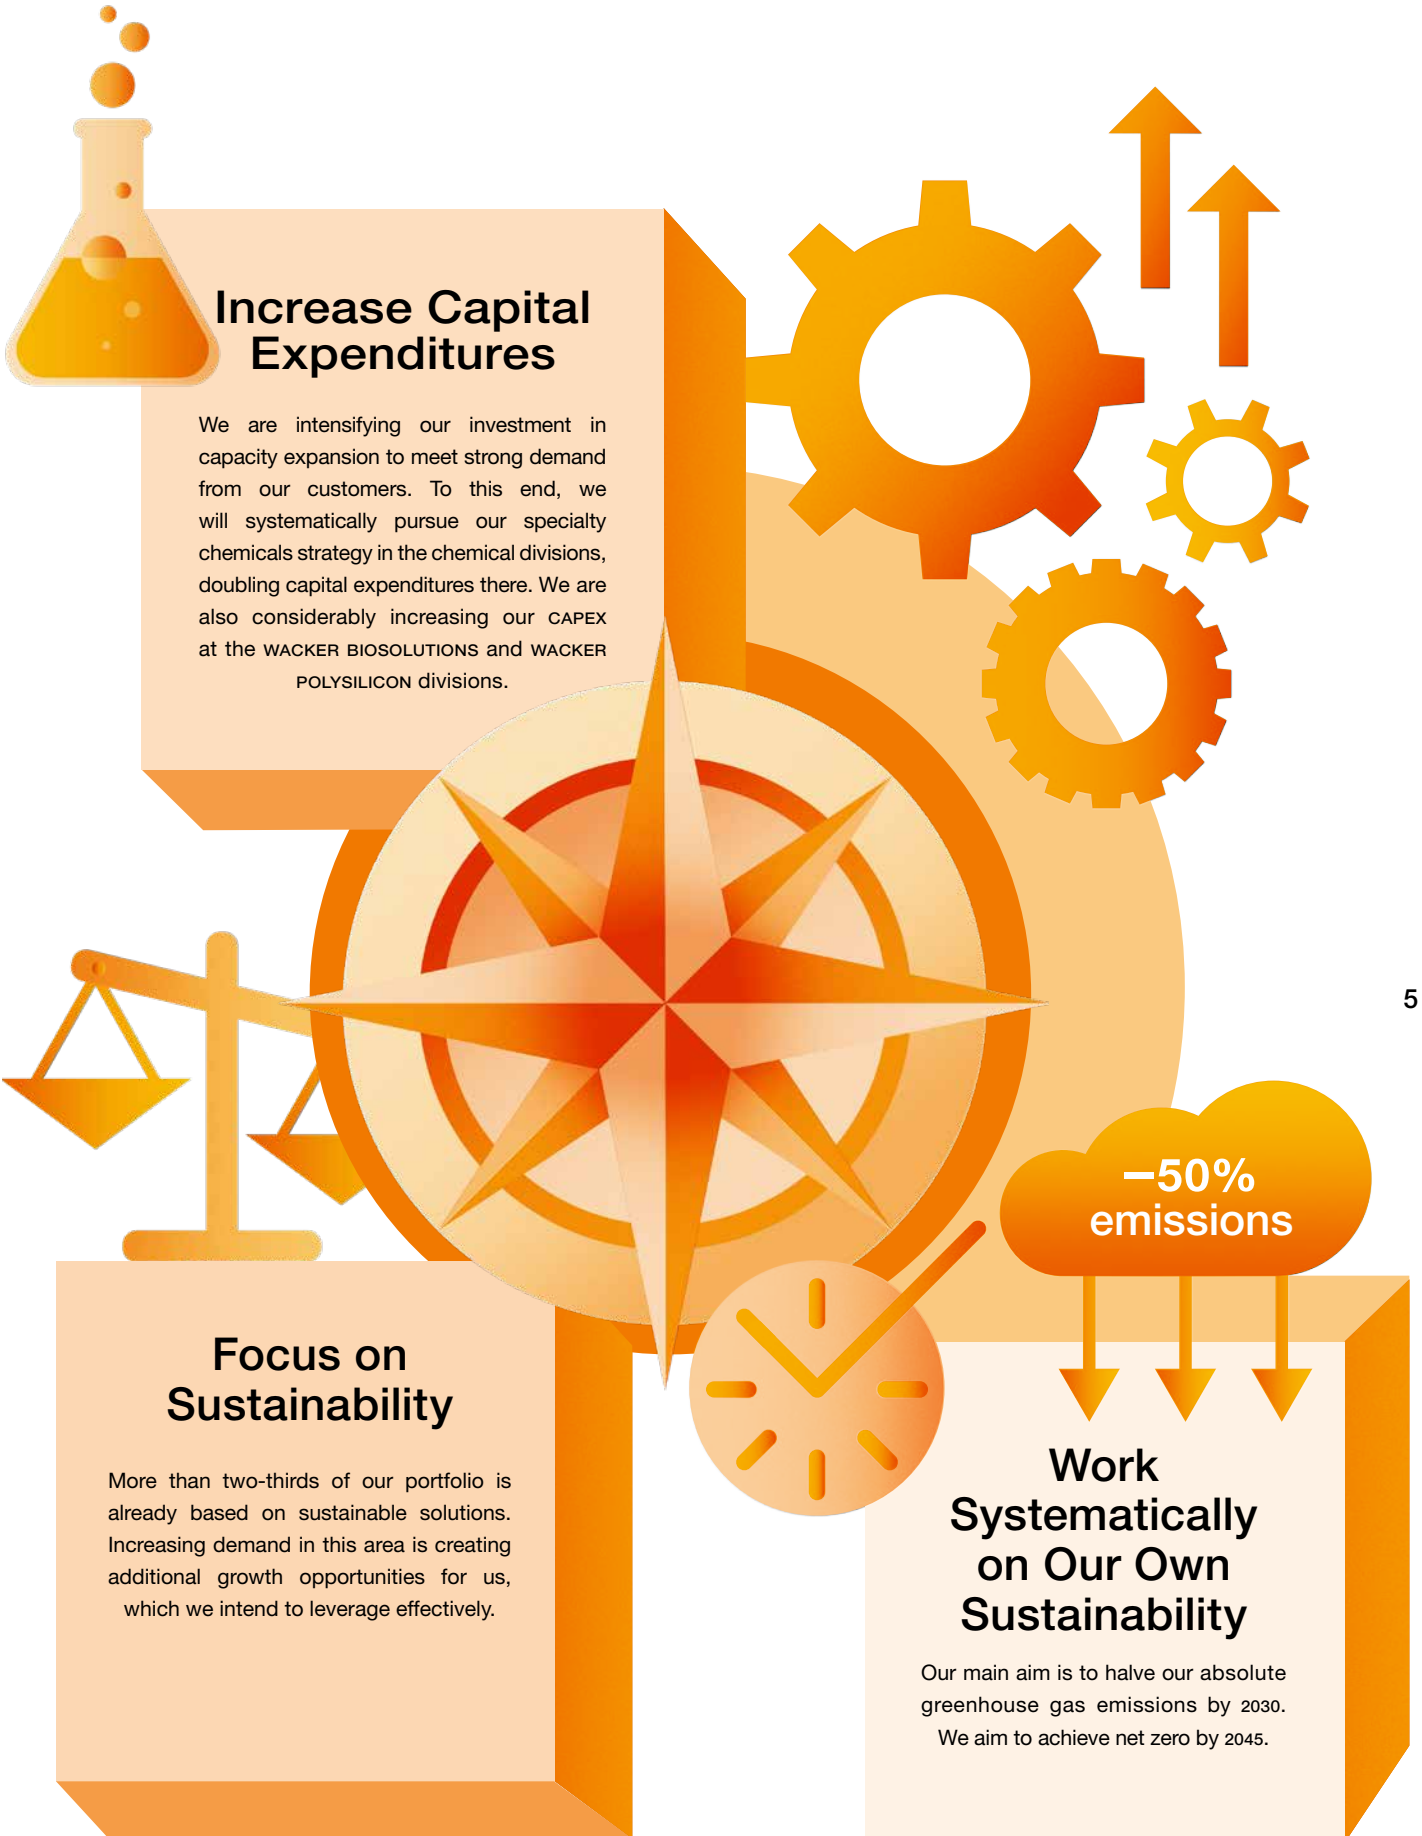 Increase Capital
Expenditures
We are intensifying our investment in
capacity expansion to meet strong demand
from our customers. To this end, we
will systematically pursue our specialty
chemicals strategy in the chemical divisions,
doubling capital expenditures there. We are
also considerably increasing our CAPEX
at the WACKER BIOSOLUTIONS and WACKER
POLYSILICON divisions.
5
–50%
emissions
Focus on
Sustainability
More than two-thirds of our portfolio is
already based on sustainable solutions.
Increasing demand in this area is creating
additional growth opportunities for us,
which we intend to leverage effectively.
Work
Systematically
on Our Own
Sustainability
Our main aim is to halve our absolute
greenhouse gas emissions by 2030.
We aim to achieve net zero by 2045.